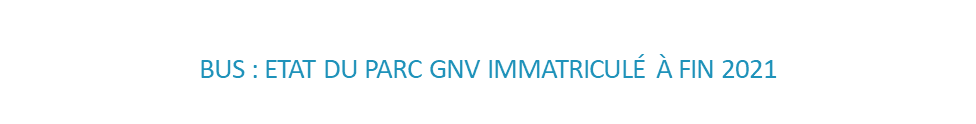 BUS : ETAT DU PARC GNV IMMATRICULÉ À FIN 2021